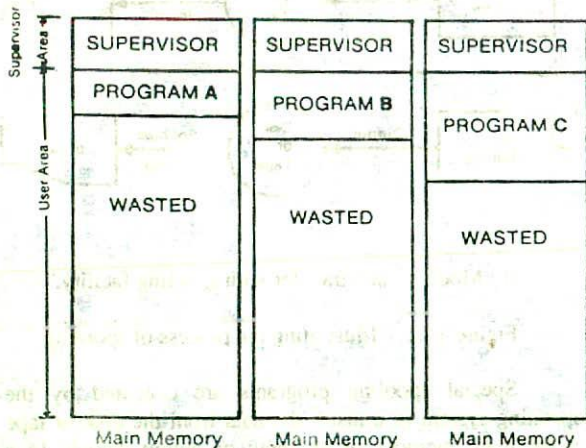 Supervisor
Area
User Area
SUPERVISOR
PROGRAM A
WASTED
Main Memory
SUPERVISOR
PROGRAM B
WASTED
Main Memory
SUPERVISOR
PROGRAM C
WASTED
Main Memory